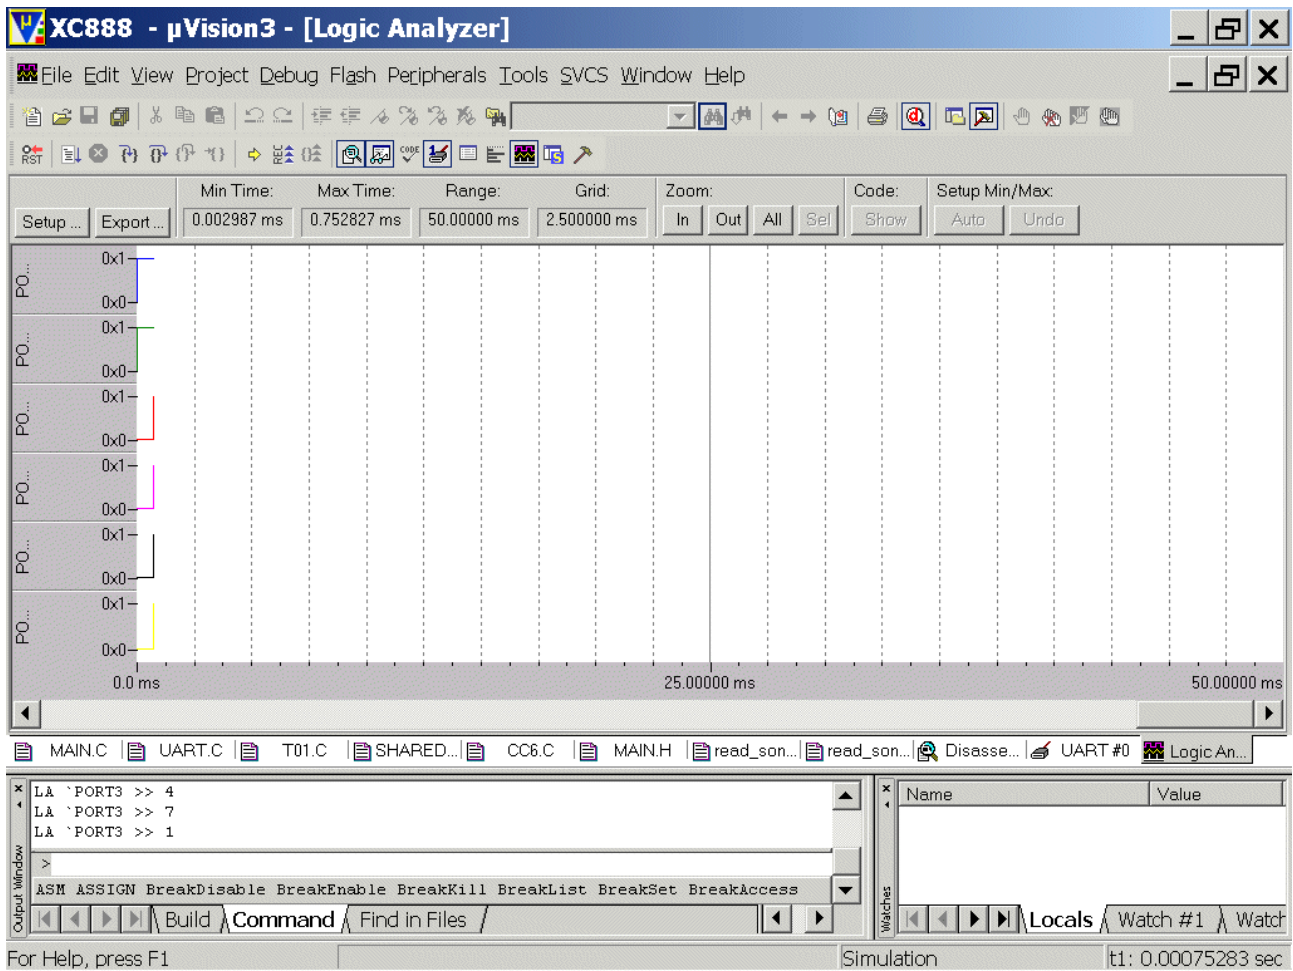 XC888 - µVision3 - [Logic Analyzer]
File Edit View Project Debug Flash Peripherals Tools SVCS Window Help
RST CODE
Min Time: Max Time: Range: Grid: Zoom: Code: Setup Min/Max:
Setup ... Export ... 0.002987 ms 0.752827 ms 50.00000 ms 2.500000 ms In Out All Sel Show Auto Undo
PO... 0x1
0x0
PO... 0x1
0x0
PO... 0x1
0x0
PO... 0x1
0x0
PO... 0x1
0x0
PO... 0x1
0x0
0.0 ms 25.00000 ms 50.00000 ms
MAIN.C UART.C T01.C SHARED... CC6.C MAIN.H read_son... read_son... Disasse... UART #0 Logic An...
LA `PORT3 >> 4
LA `PORT3 >> 7
LA `PORT3 >> 1
>
ASM ASSIGN BreakDisable BreakEnable BreakKill BreakList BreakSet BreakAccess
Output Window
Build Command Find in Files
Name Value
Watches
Locals Watch #1 Watch
For Help, press F1 Simulation t1: 0.00075283 sec